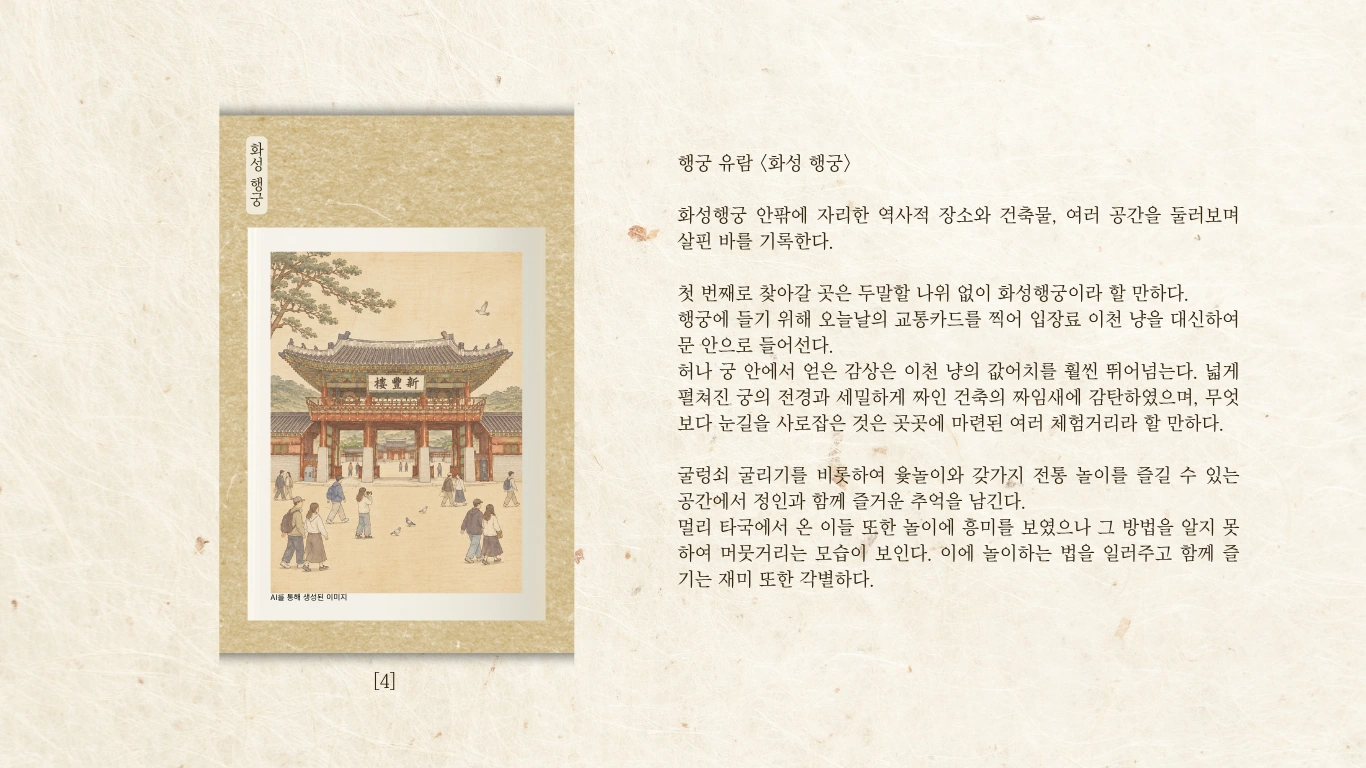 화성 행궁
新豐樓
AI를 통해 생성된 이미지
[4]
행궁 유람 〈화성 행궁〉
화성행궁 안팎에 자리한 역사적 장소와 건축물, 여러 공간을 둘러보며
살핀 바를 기록한다.
첫 번째로 찾아갈 곳은 두말할 나위 없이 화성행궁이라 할 만하다.
행궁에 들기 위해 오늘날의 교통카드를 찍어 입장료 이천 냥을 대신하여
문 안으로 들어선다.
허나 궁 안에서 얻은 감상은 이천 냥의 값어치를 훨씬 뛰어넘는다. 넓게
펼쳐진 궁의 전경과 세밀하게 짜인 건축의 짜임새에 감탄하였으며, 무엇
보다 눈길을 사로잡은 것은 곳곳에 마련된 여러 체험거리라 할 만하다.
굴렁쇠 굴리기를 비롯하여 윷놀이와 갖가지 전통 놀이를 즐길 수 있는
공간에서 정인과 함께 즐거운 추억을 남긴다.
멀리 타국에서 온 이들 또한 놀이에 흥미를 보였으나 그 방법을 알지 못
하여 머뭇거리는 모습이 보인다. 이에 놀이하는 법을 일러주고 함께 즐
기는 재미 또한 각별하다.